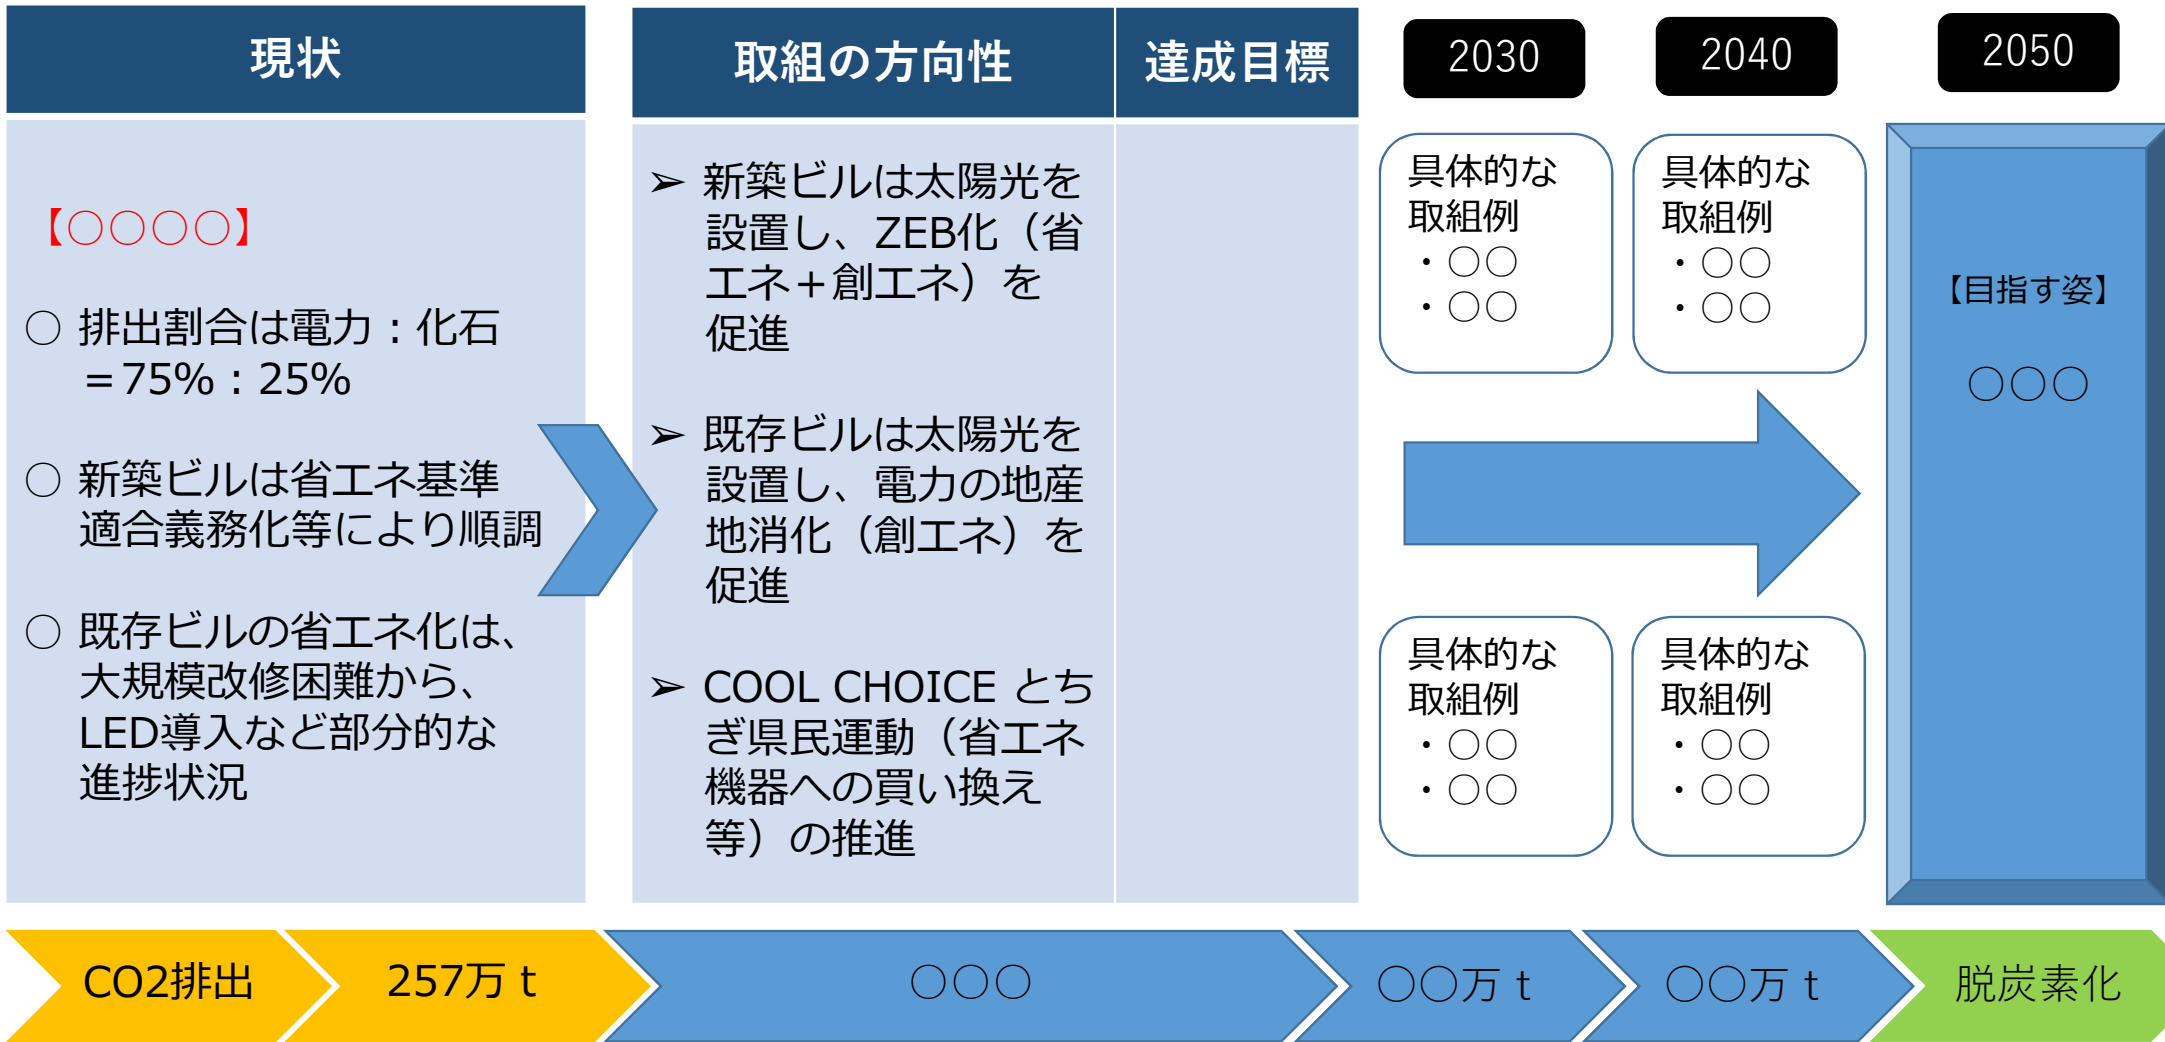 現状
【○○○○】
○ 排出割合は電力：化石
＝75%：25%
○ 新築ビルは省エネ基準
適合義務化等により順調
○ 既存ビルの省エネ化は、
大規模改修困難から、
LED導入など部分的な
進捗状況
取組の方向性
達成目標
➢ 新築ビルは太陽光を
設置し、ZEB化（省
エネ＋創エネ）を
促進
➢ 既存ビルは太陽光を
設置し、電力の地産
地消化（創エネ）を
促進
➢ COOL CHOICE とち
ぎ県民運動（省エネ
機器への買い換え
等）の推進
2030
2040
2050
具体的な
取組例
・○○
・○○
具体的な
取組例
・○○
・○○
具体的な
取組例
・○○
・○○
具体的な
取組例
・○○
・○○
【目指す姿】
○○○
CO2排出
257万 t
○○○
○○万 t
○○万 t
脱炭素化